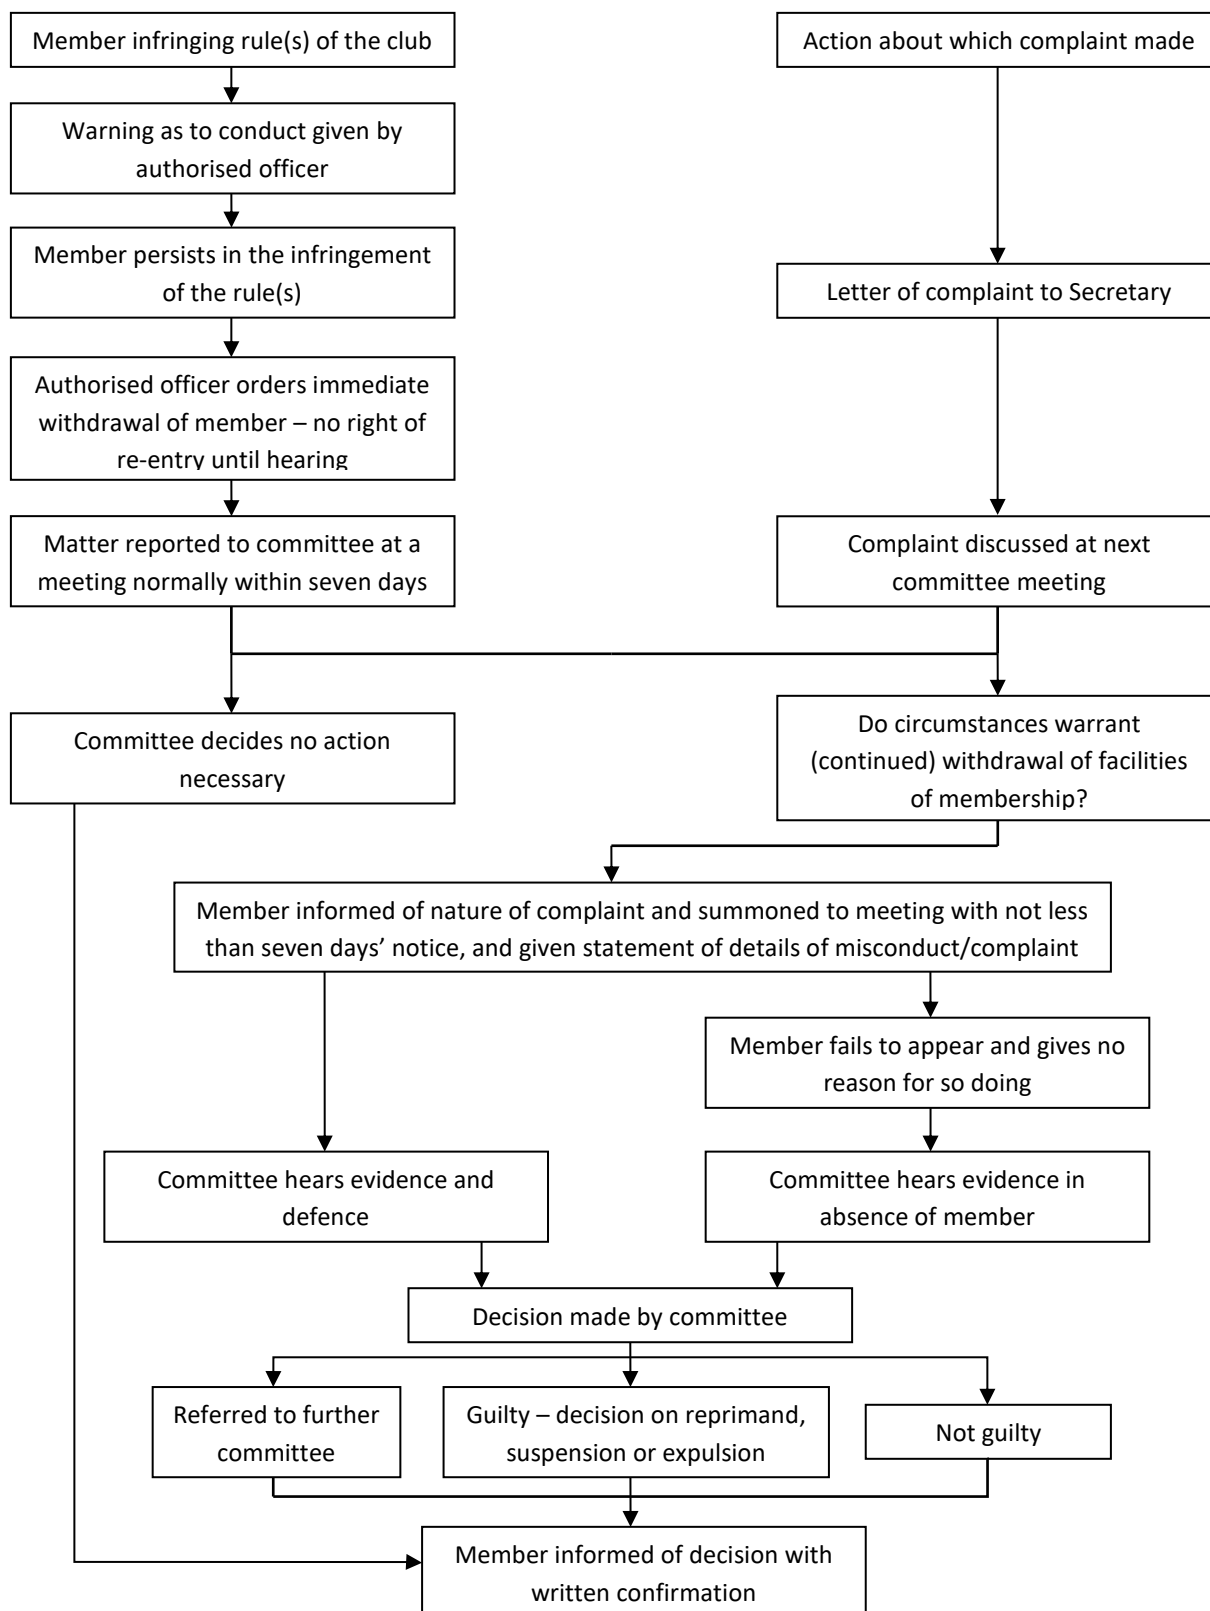 Member infringing rule(s) of the club
Action about which complaint made
Warning as to conduct given by
authorised officer
Member persists in the infringement
of the rule(s)
Letter of complaint to Secretary
Authorised officer orders immediate
withdrawal of member – no right of
re-entry until hearing
Matter reported to committee at a
meeting normally within seven days
Complaint discussed at next
committee meeting
Committee decides no action
necessary
Do circumstances warrant
(continued) withdrawal of facilities
of membership?
Member informed of nature of complaint and summoned to meeting with not less
than seven days’ notice, and given statement of details of misconduct/complaint
Member fails to appear and gives no
reason for so doing
Committee hears evidence and
defence
Committee hears evidence in
absence of member
Decision made by committee
Referred to further
committee
Guilty – decision on reprimand,
suspension or expulsion
Not guilty
Member informed of decision with
written confirmation